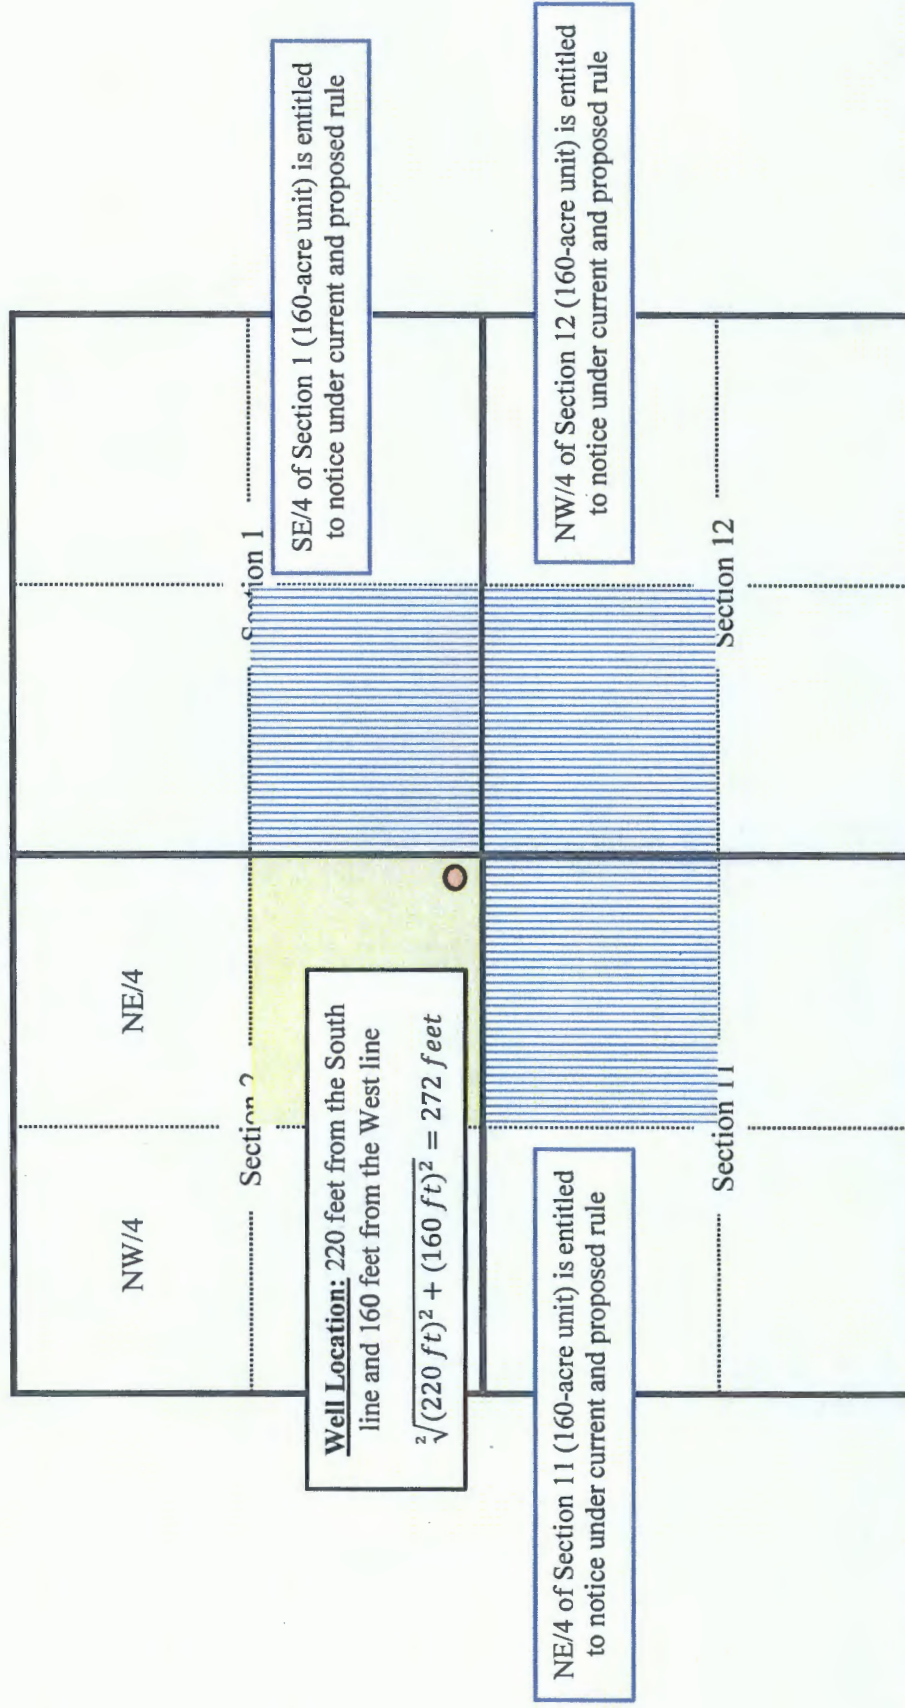 NW/4
NE/4
Section 2
Section 1
Well Location: 220 feet from the South
line and 160 feet from the West line
²√(220 ft)² + (160 ft)² = 272 feet
SE/4 of Section 1 (160-acre unit) is entitled
to notice under current and proposed rule
NE/4 of Section 11 (160-acre unit) is entitled
to notice under current and proposed rule
NW/4 of Section 12 (160-acre unit) is entitled
to notice under current and proposed rule
Section 11
Section 12